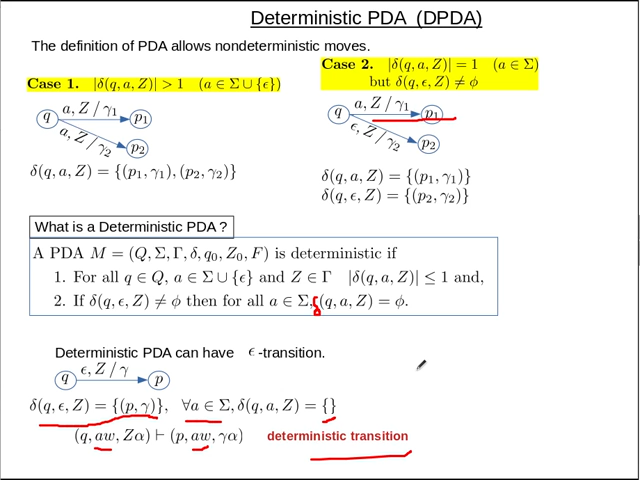 Deterministic PDA (DPDA)
The definition of PDA allows nondeterministic moves.
Case 1. |δ(q, a, Z)| > 1 (a ∈ Σ ∪ {ϵ})
q a, Z / γ₁ p₁
a, Z / γ₂ p₂
δ(q, a, Z) = {(p₁, γ₁), (p₂, γ₂)}
Case 2. |δ(q, a, Z)| = 1 (a ∈ Σ)
but δ(q, ϵ, Z) ≠ ϕ
q a, Z / γ₁ p₁
ϵ, Z / γ₂ p₂
δ(q, a, Z) = {(p₁, γ₁)}
δ(q, ϵ, Z) = {(p₂, γ₂)}
What is a Deterministic PDA ?
A PDA M = (Q, Σ, Γ, δ, q₀, Z₀, F) is deterministic if
1. For all q ∈ Q, a ∈ Σ ∪ {ϵ} and Z ∈ Γ |δ(q, a, Z)| ≤ 1 and,
2. If δ(q, ϵ, Z) ≠ ϕ then for all a ∈ Σ, δ(q, a, Z) = ϕ.
Deterministic PDA can have ϵ -transition.
q ϵ, Z / γ p
δ(q, ϵ, Z) = {(p, γ)}, ∀a ∈ Σ, δ(q, a, Z) = {}
(q, aw, Zα) ⊢ (p, aw, γα) deterministic transition